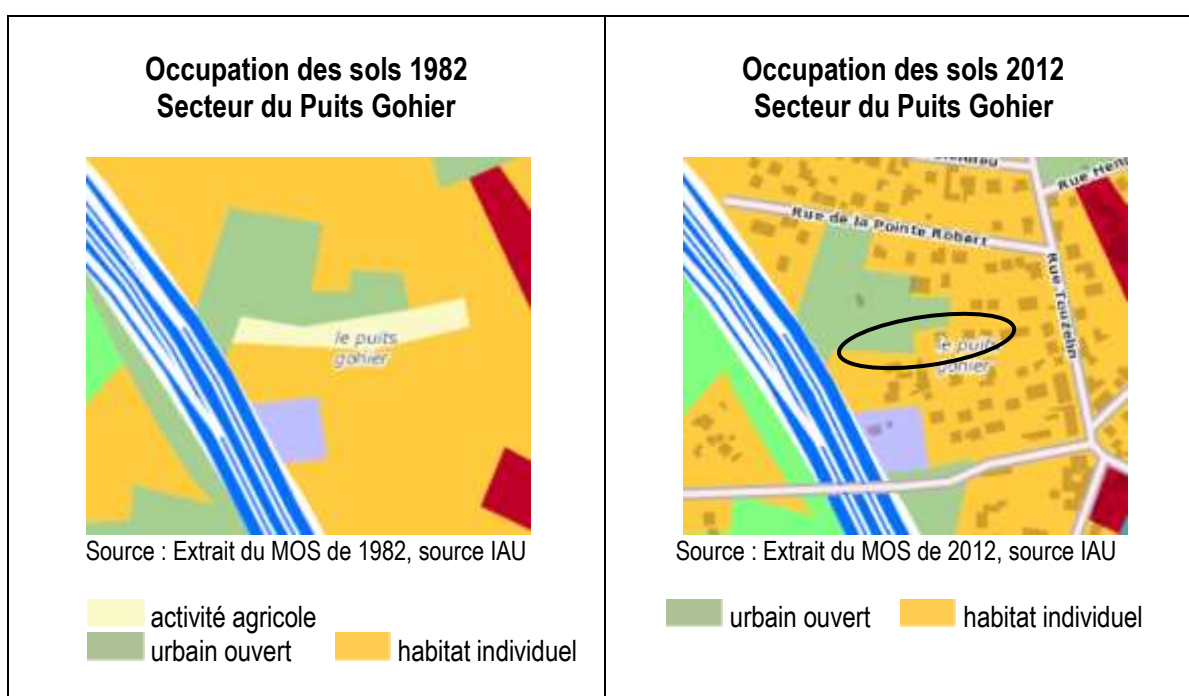 Occupation des sols 1982
Secteur du Puits Gohier
le puits
gohier
Source : Extrait du MOS de 1982, source IAU
activité agricole
urbain ouvert
habitat individuel
Occupation des sols 2012
Secteur du Puits Gohier
Rue Hen
Rue de la Pointe Robert
Rue Touzelin
le puits
gohier
Source : Extrait du MOS de 2012, source IAU
urbain ouvert
habitat individuel